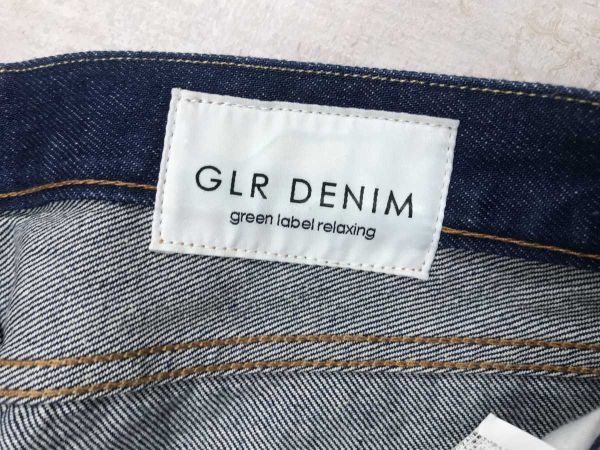 GLR DENIM
green label relaxing